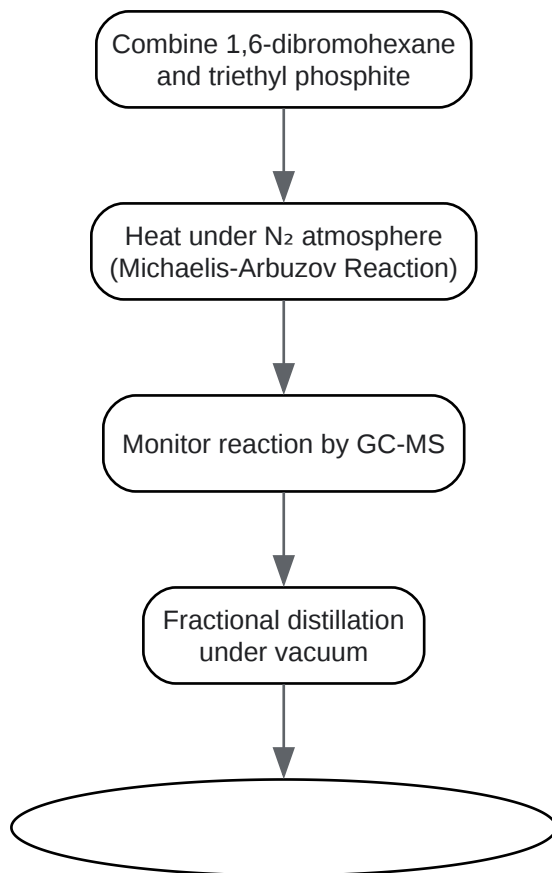 Combine 1,6-dibromohexane
and triethyl phosphite
Heat under N₂ atmosphere
(Michaelis-Arbuzov Reaction)
Monitor reaction by GC-MS
Fractional distillation
under vacuum